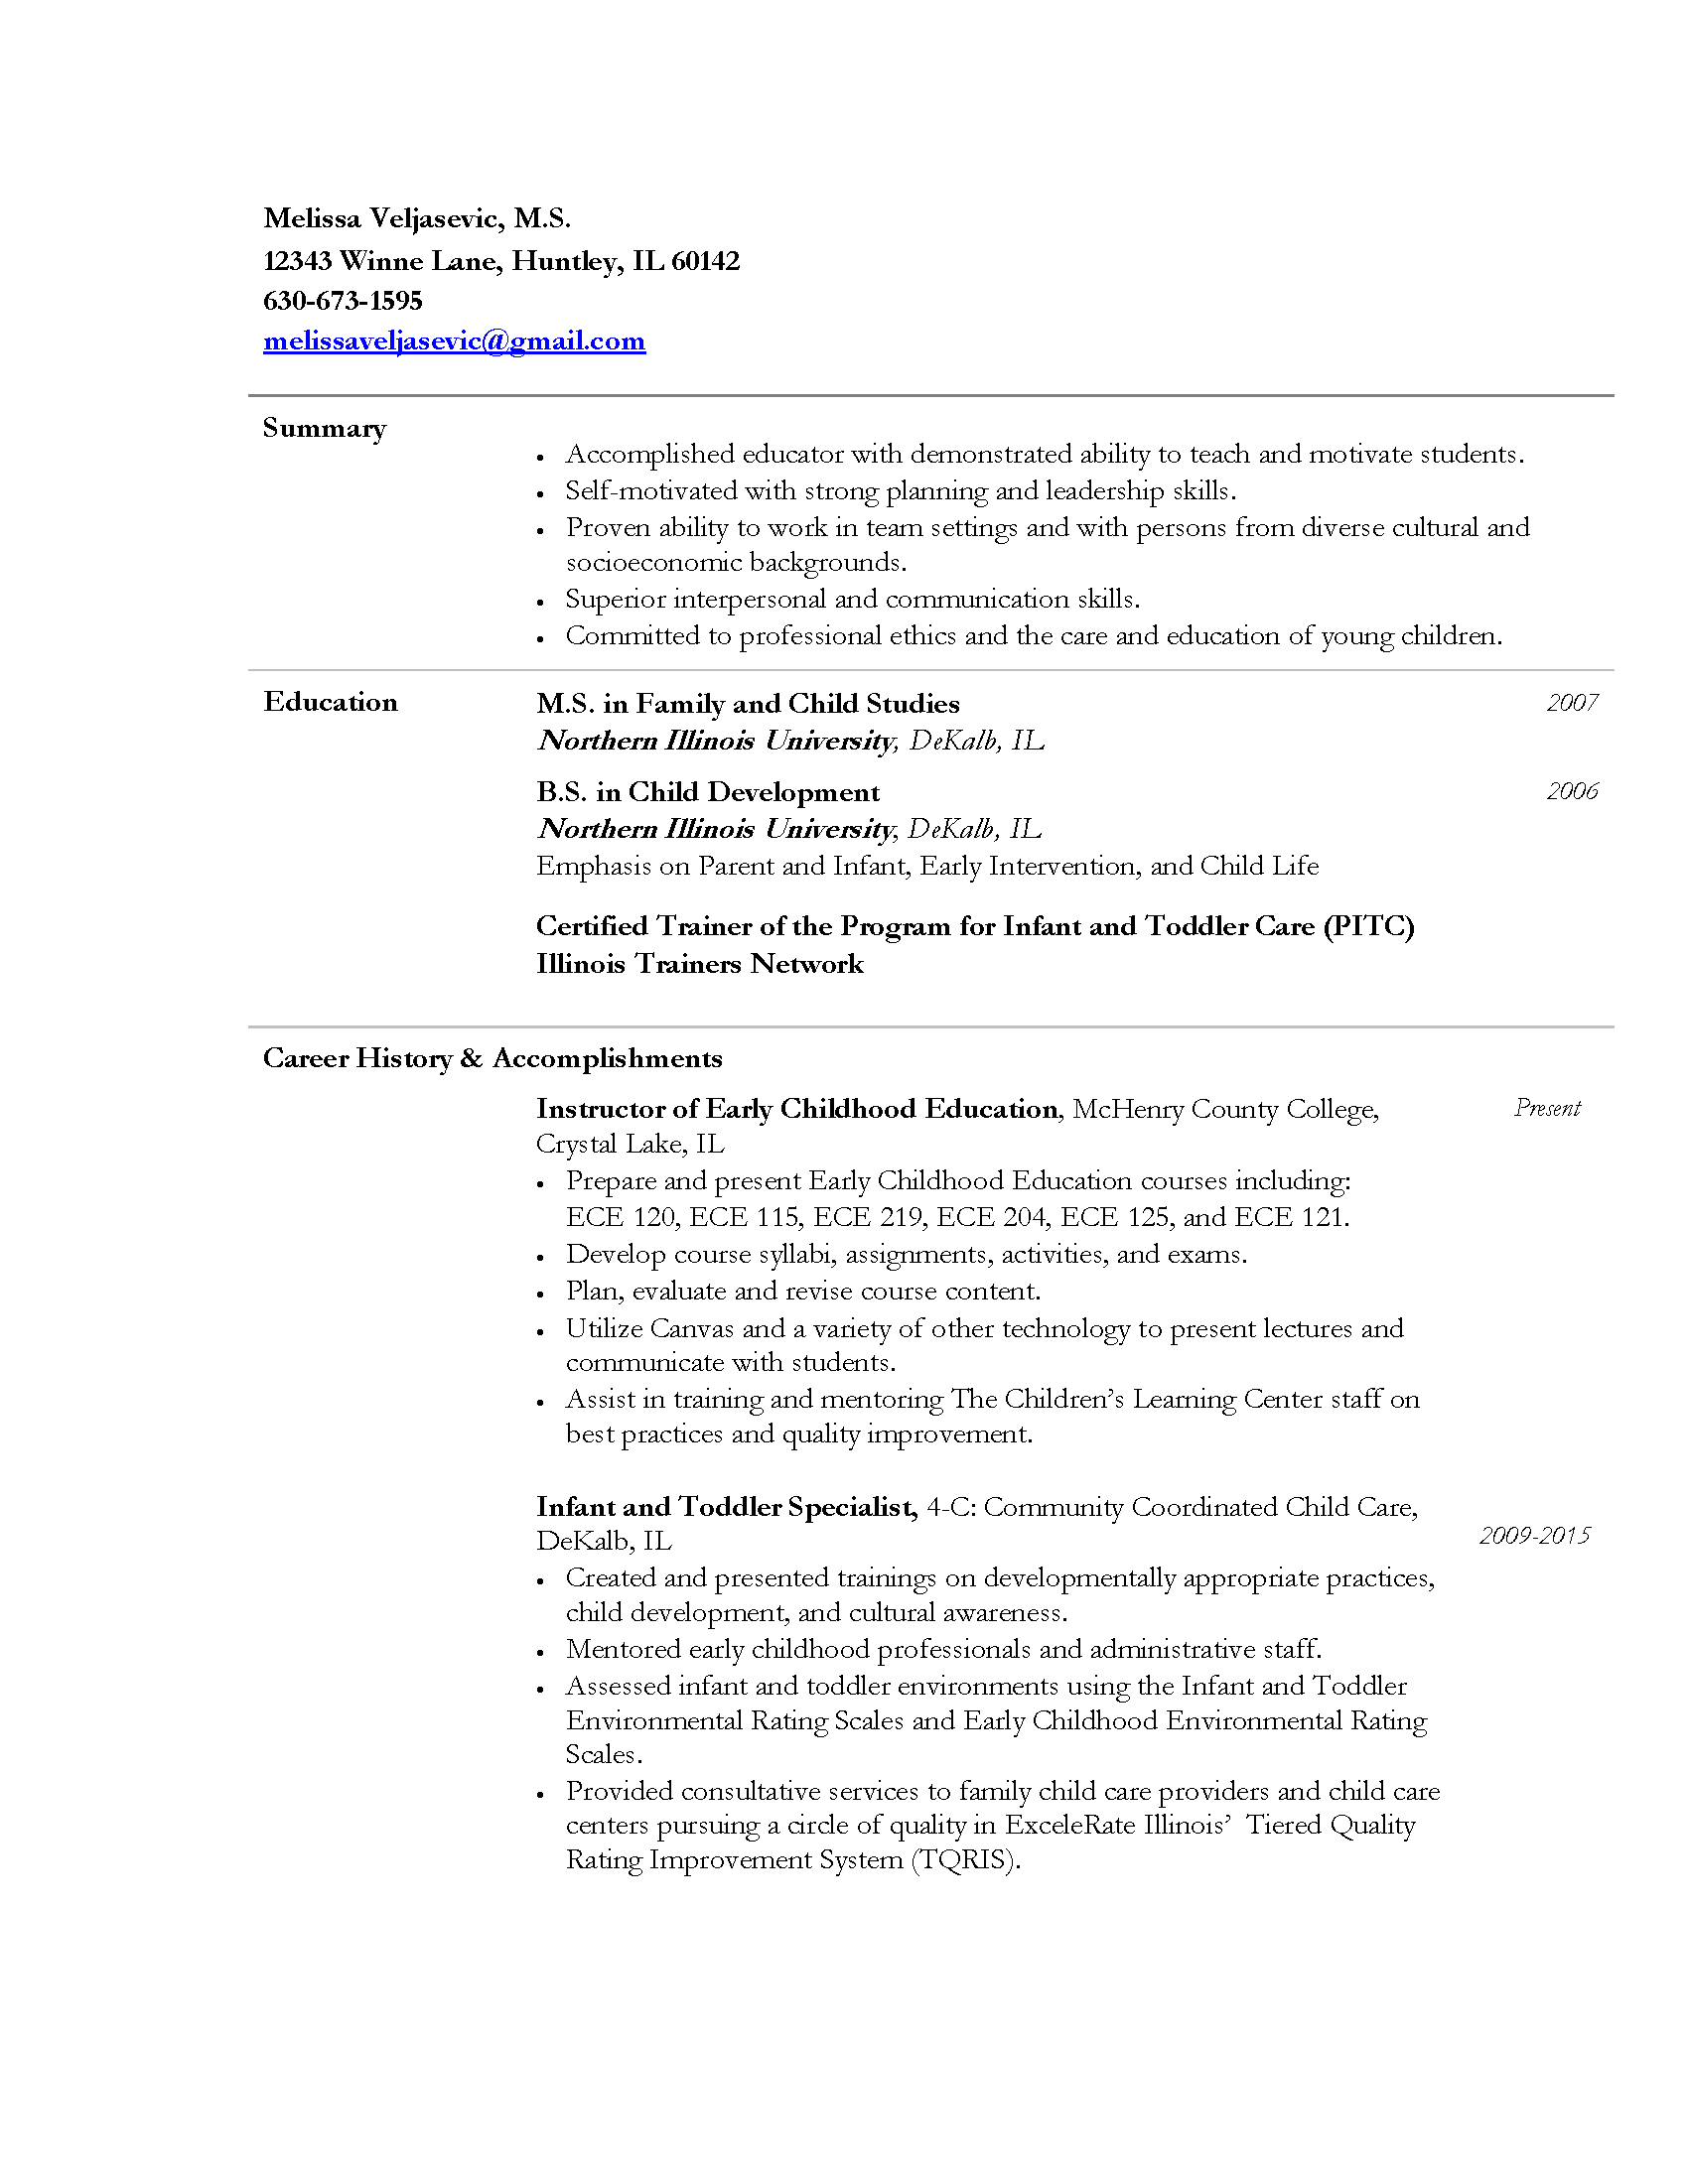 Melissa Veljasevic, M.S.
12343 Winne Lane, Huntley, IL 60142
630-673-1595
melissaveljasevic@gmail.com
Summary
• Accomplished educator with demonstrated ability to teach and motivate students.
• Self-motivated with strong planning and leadership skills.
• Proven ability to work in team settings and with persons from diverse cultural and
socioeconomic backgrounds.
• Superior interpersonal and communication skills.
• Committed to professional ethics and the care and education of young children.
Education
M.S. in Family and Child Studies 2007
Northern Illinois University, DeKalb, IL
B.S. in Child Development 2006
Northern Illinois University, DeKalb, IL
Emphasis on Parent and Infant, Early Intervention, and Child Life
Certified Trainer of the Program for Infant and Toddler Care (PITC)
Illinois Trainers Network
Career History & Accomplishments
Instructor of Early Childhood Education, McHenry County College, Present
Crystal Lake, IL
• Prepare and present Early Childhood Education courses including:
ECE 120, ECE 115, ECE 219, ECE 204, ECE 125, and ECE 121.
• Develop course syllabi, assignments, activities, and exams.
• Plan, evaluate and revise course content.
• Utilize Canvas and a variety of other technology to present lectures and
communicate with students.
• Assist in training and mentoring The Children’s Learning Center staff on
best practices and quality improvement.
Infant and Toddler Specialist, 4-C: Community Coordinated Child Care,
DeKalb, IL 2009-2015
• Created and presented trainings on developmentally appropriate practices,
child development, and cultural awareness.
• Mentored early childhood professionals and administrative staff.
• Assessed infant and toddler environments using the Infant and Toddler
Environmental Rating Scales and Early Childhood Environmental Rating
Scales.
• Provided consultative services to family child care providers and child care
centers pursuing a circle of quality in ExceleRate Illinois’ Tiered Quality
Rating Improvement System (TQRIS).